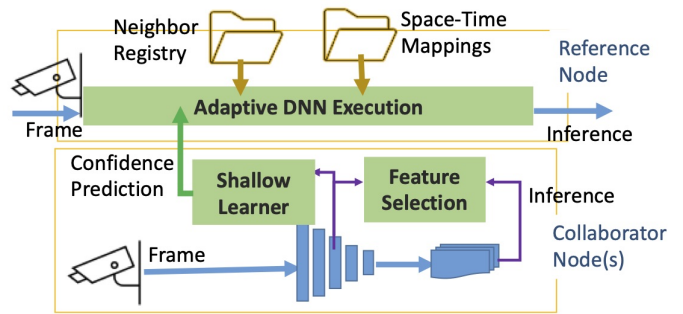 Neighbor
Registry
Space-Time
Mappings
Reference
Node
Adaptive DNN Execution
Frame
Inference
Confidence
Prediction
Shallow
Learner
Feature
Selection
Inference
Frame
Collaborator
Node(s)